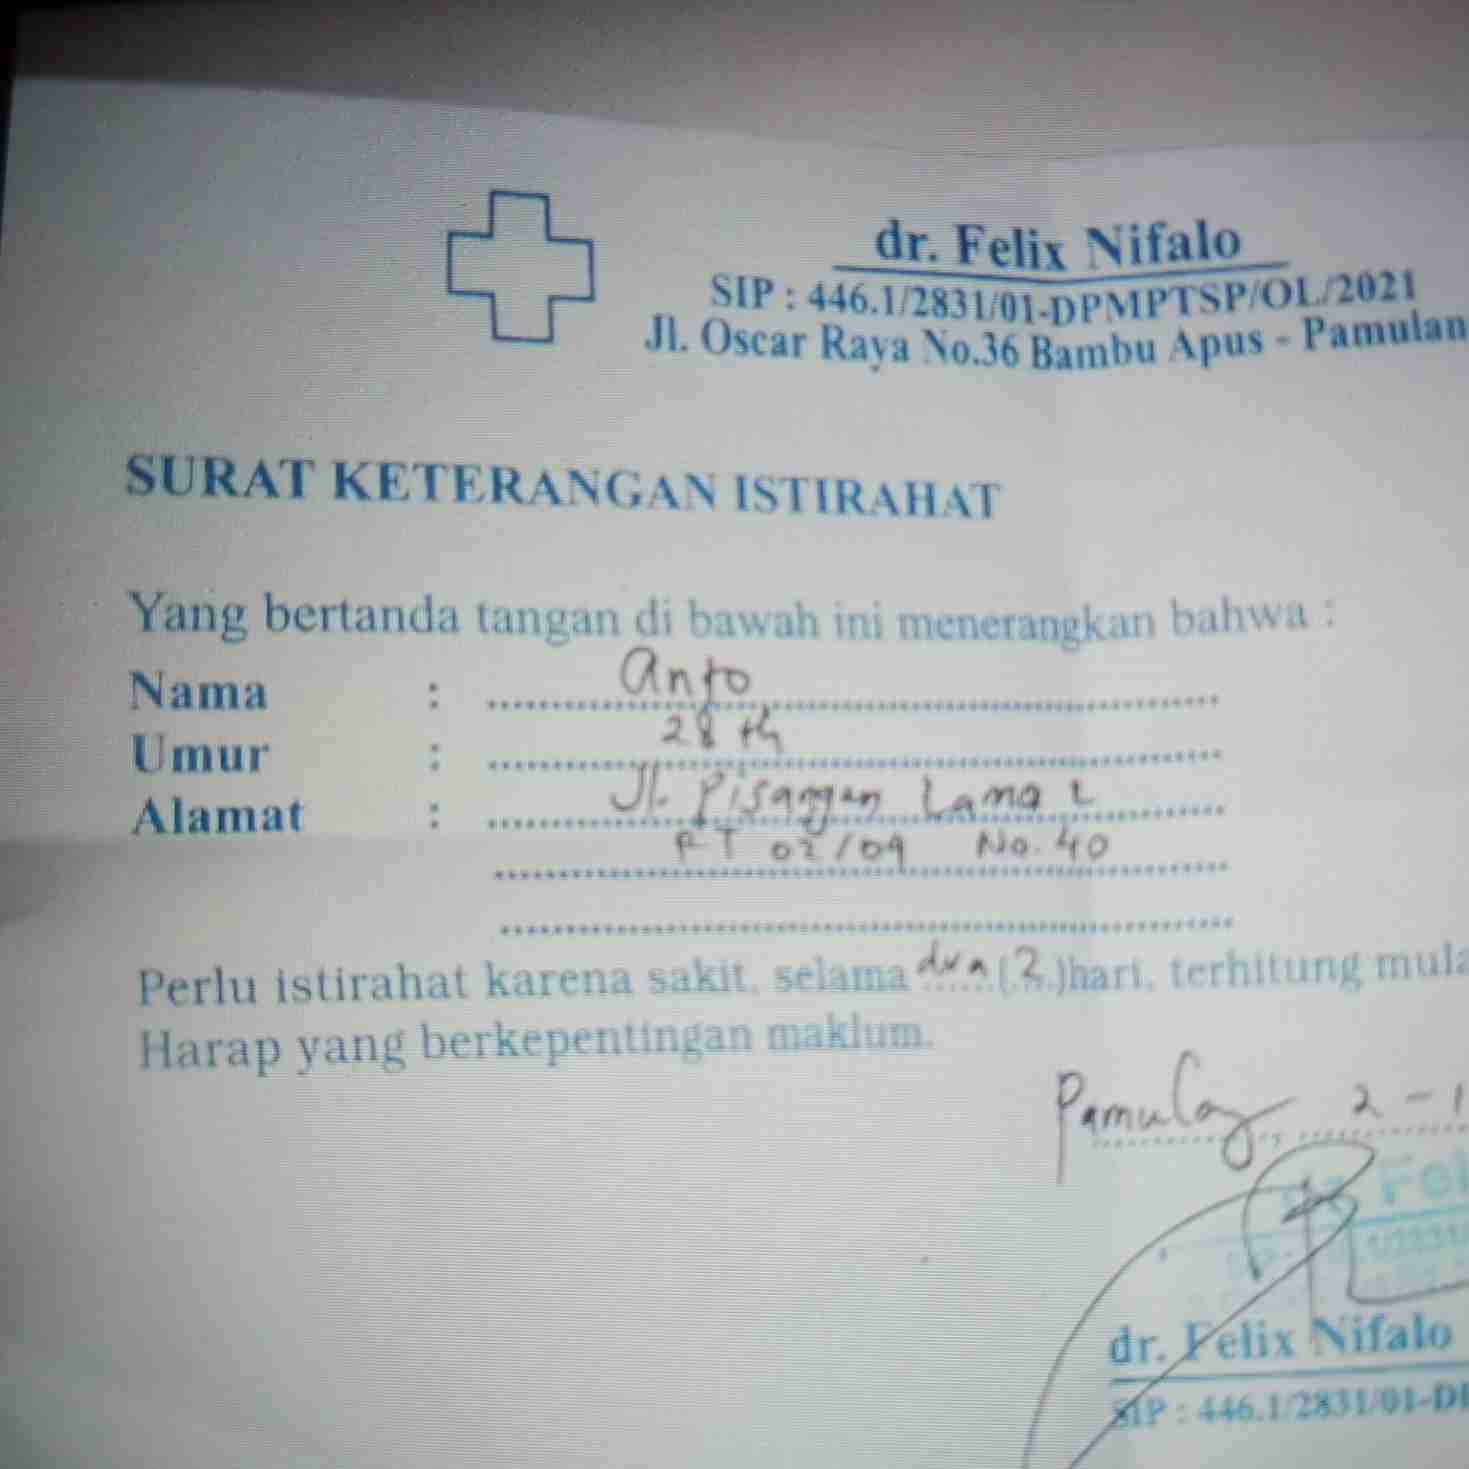 dr. Felix Nifalo
SIP : 446.1/2831/01-DPMPTSP/OL/2021
Jl. Oscar Raya No.36 Bambu Apus - Pamulan
SURAT KETERANGAN ISTIRAHAT
Yang bertanda tangan di bawah ini menerangkan bahwa :
Nama : Anto
Umur : 28 th
Alamat : Jl. Pisangan Lama 2
RT 02/09 No. 40
Perlu istirahat karena sakit, selama dua (2)hari, terhitung mula
Harap yang berkepentingan maklum.
Pamulang, 2 - 1
Fel
dr. Felix Nifalo
SIP : 446.1/2831/01-D